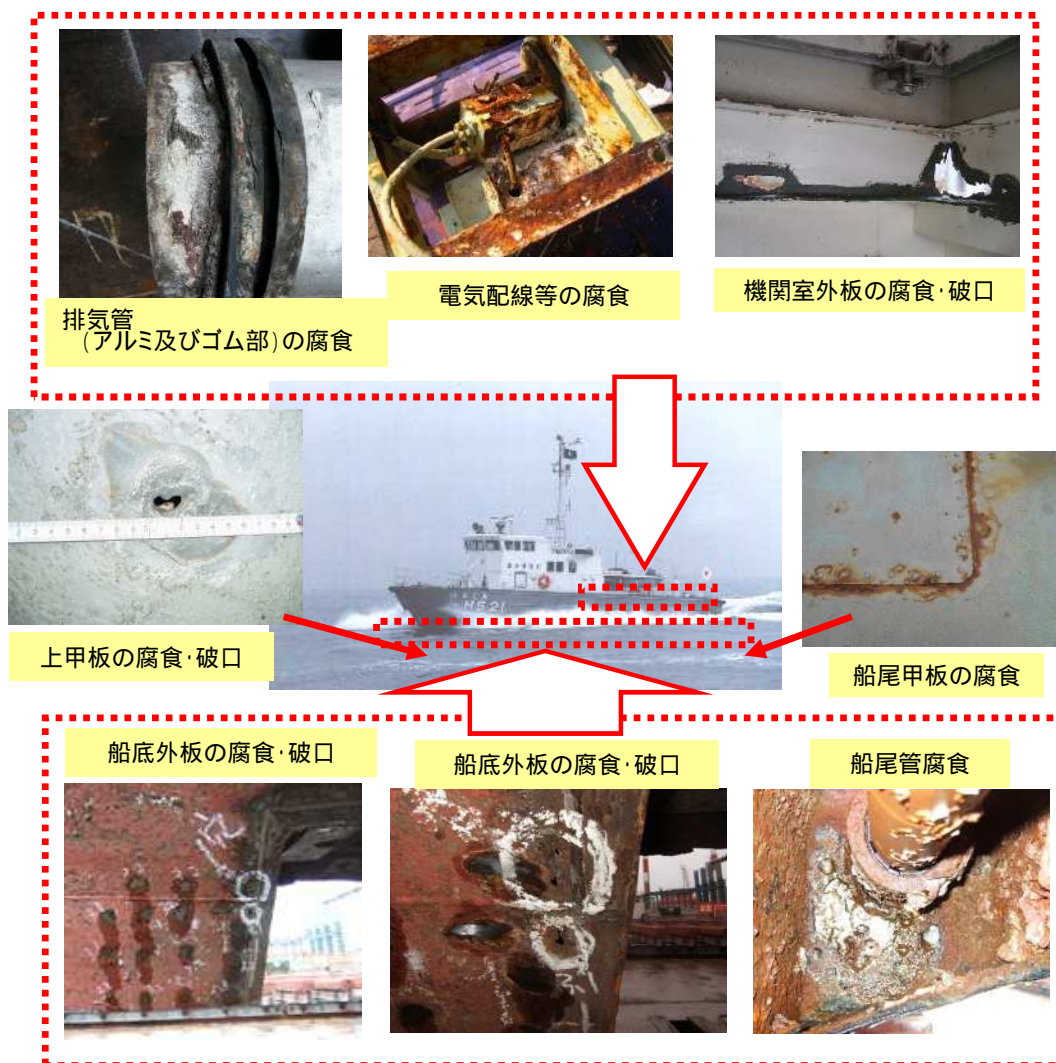 排気管
(アルミ及びゴム部)の腐食
電気配線等の腐食
機関室外板の腐食・破口
上甲板の腐食・破口
HS21
船尾甲板の腐食
船底外板の腐食・破口
船底外板の腐食・破口
船尾管腐食